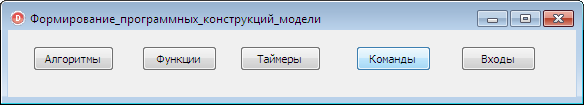 Формирование_программных_конструкций_модели
Алгоритмы Функции Таймеры Команды Входы